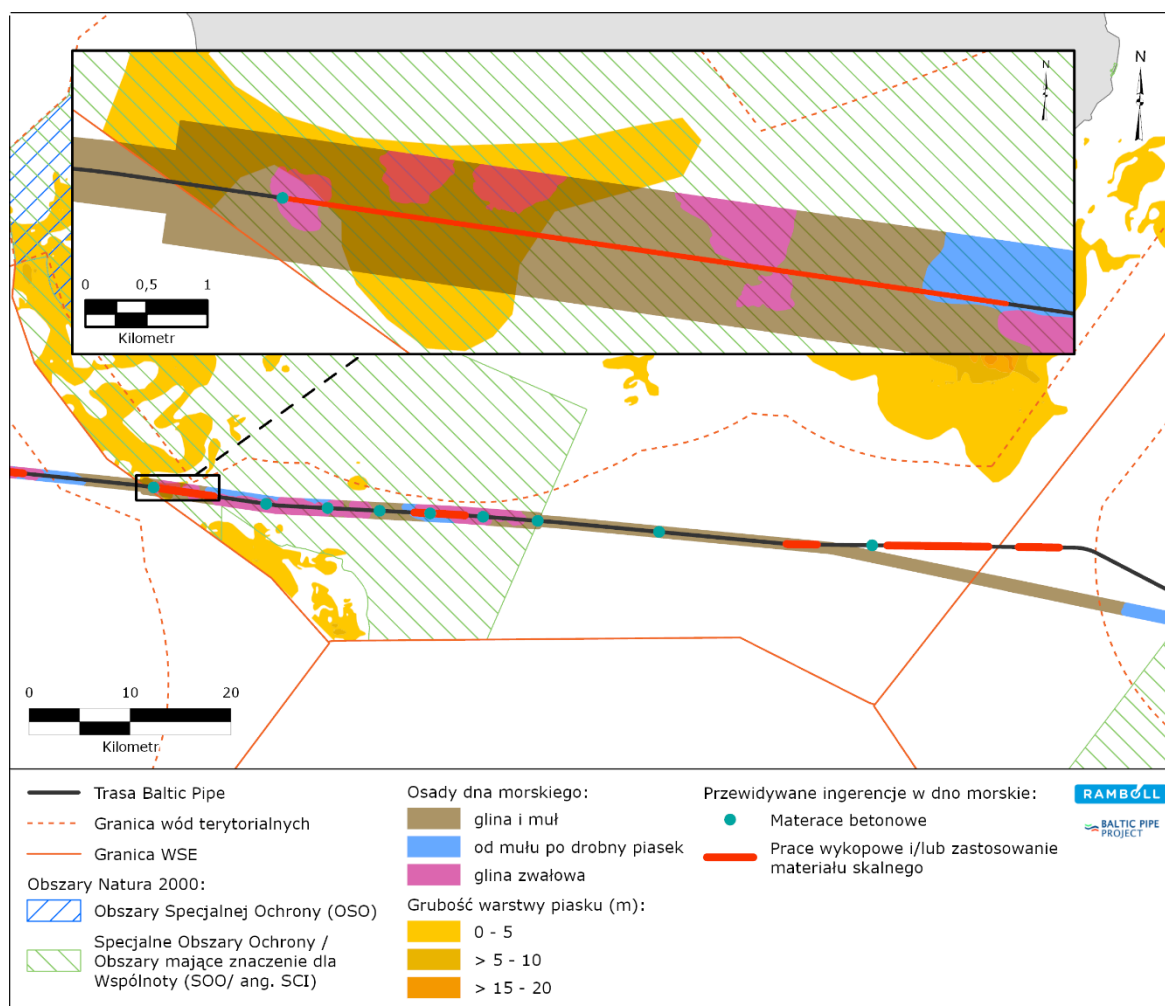 N
N
0 0,5 1
Kilometr
0 10 20
Kilometr
Trasa Baltic Pipe
Granica wód terytorialnych
Granica WSE
Obszary Natura 2000:
Obszary Specjalnej Ochrony (OSO)
Specjalne Obszary Ochrony /
Obszary mające znaczenie dla
Wspólnoty (SOO/ ang. SCI)
Osady dna morskiego:
glina i muł
od mułu po drobny piasek
glina zwałowa
Grubość warstwy piasku (m):
0 - 5
> 5 - 10
> 15 - 20
Przewidywane ingerencje w dno morskie:
Materace betonowe
Prace wykopowe i/lub zastosowanie
materiału skalnego
RAMBOLL
BALTIC PIPE
PROJECT